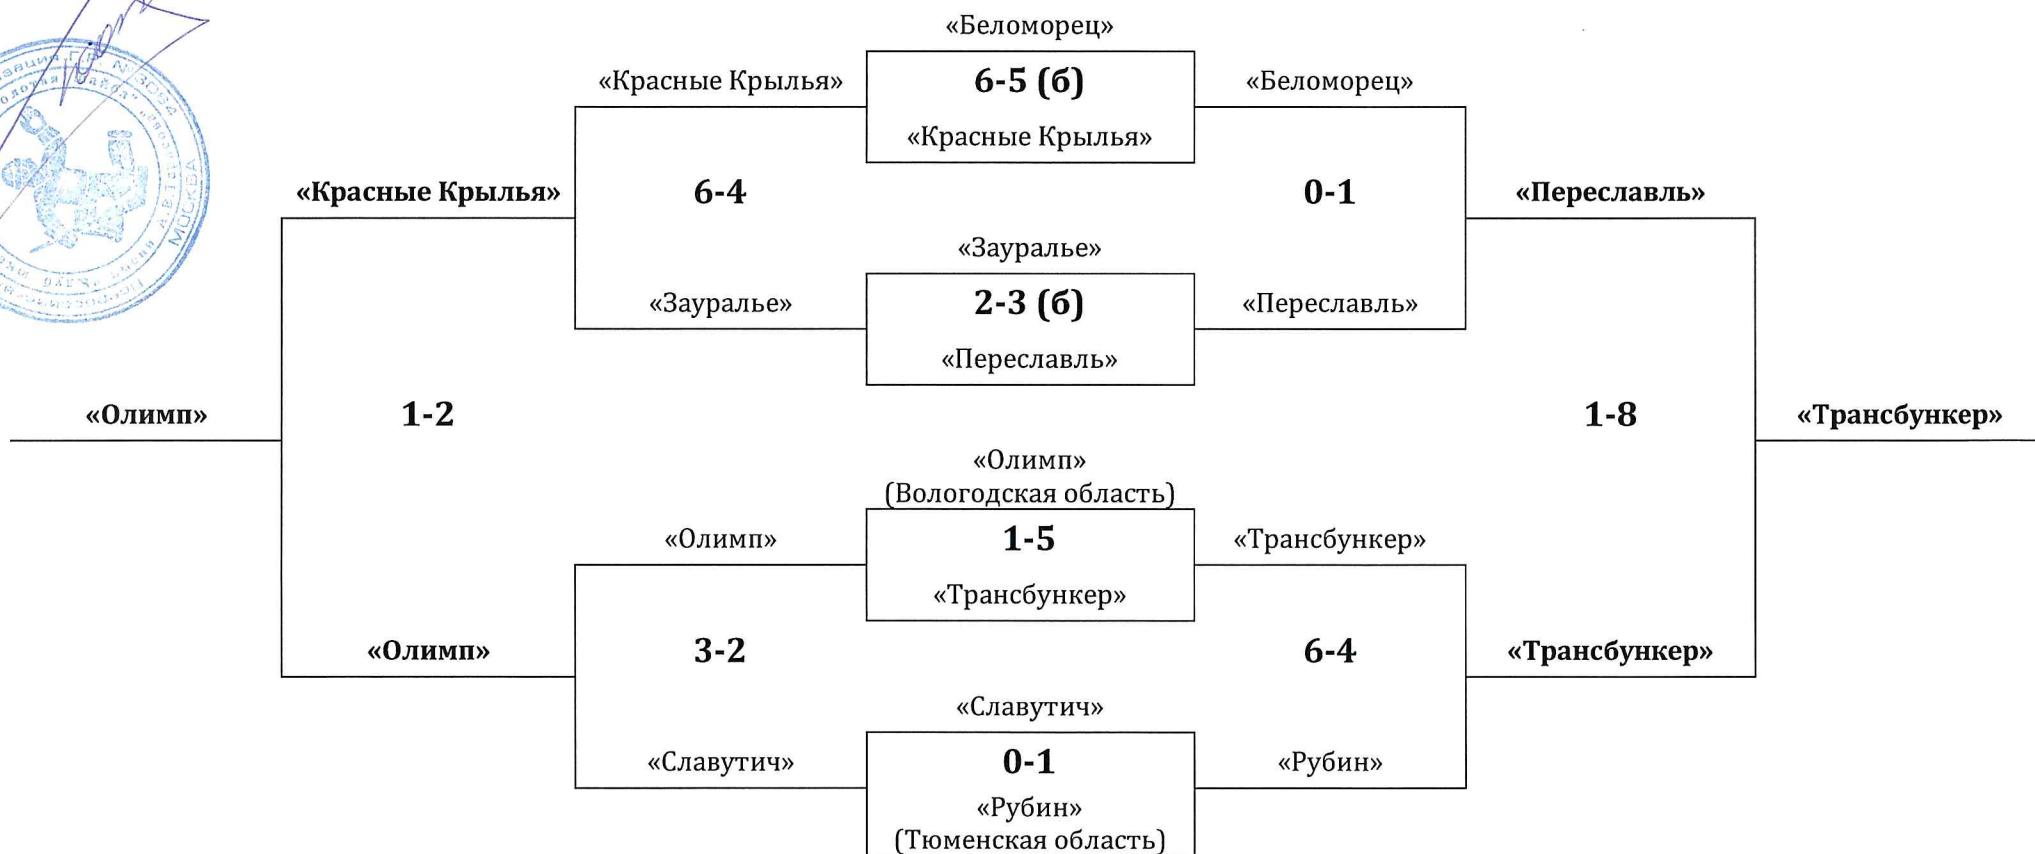 «Беломорец»
«Красные Крылья» 6-5 (б) «Беломорец»
«Красные Крылья»
«Красные Крылья» 6-4 0-1 «Переславль»
«Зауралье»
«Зауралье» 2-3 (б) «Переславль»
«Переславль»
«Олимп» 1-2 1-8 «Трансбункер»
«Олимп»
(Вологодская область)
«Олимп» 1-5 «Трансбункер»
«Трансбункер»
«Олимп» 3-2 6-4 «Трансбункер»
«Славутич»
«Славутич» 0-1 «Рубин»
«Рубин»
(Тюменская область)
МОСКВА